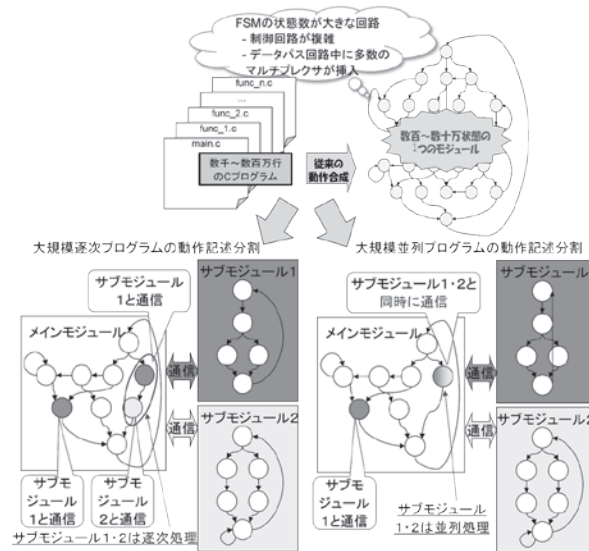 FSMの状態数が大きな回路
- 制御回路が複雑
- データパス回路中に多数の
マルチプレクサが挿入
func_n.c
...
func_2.c
func_1.c
main.c
数千~数百万行
のCプログラム
従来の
動作合成
数百~数十万状態の
1つのモジュール
大規模逐次プログラムの動作記述分割
サブモジュール
1と通信
メインモジュール
サブモジュール1
通信
サブモジュール2
通信
サブモ
ジュール
1と通信
サブモ
ジュール
2と通信
サブモジュール1・2は逐次処理
大規模並列プログラムの動作記述分割
サブモジュール1・2と
同時に通信
メインモジュール
サブモジュール
通信
サブモジュール2
通信
サブモ
ジュール
1と通信
サブモジュール
1・2は並列処理